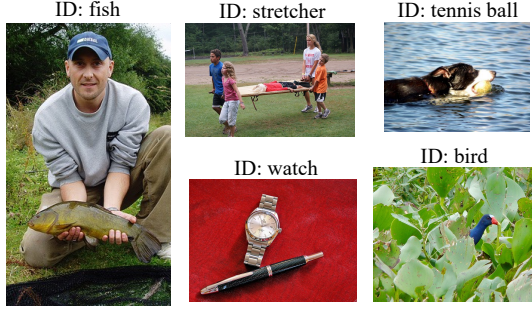 ID: fish
ID: stretcher
ID: tennis ball
ID: watch
ID: bird